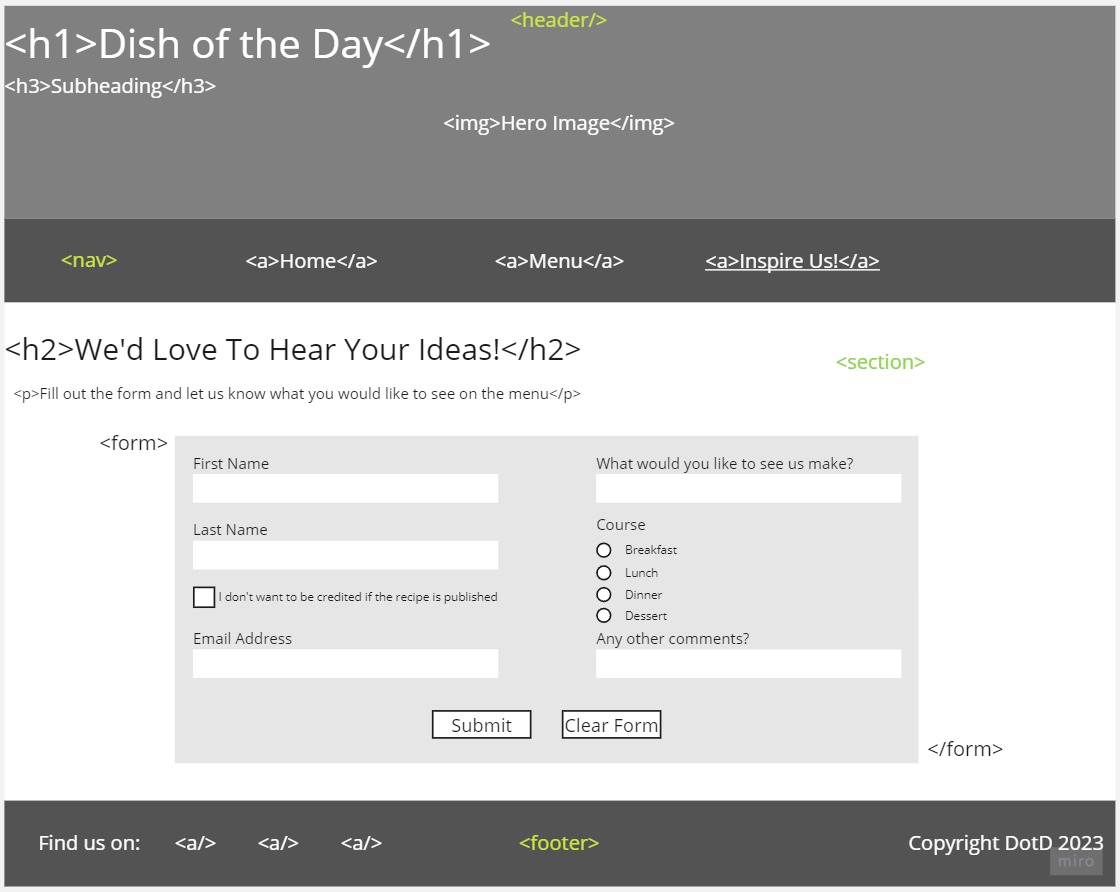 <header/>
<h1>Dish of the Day</h1>
<h3>Subheading</h3>
<img>Hero Image</img>
<nav> <a>Home</a> <a>Menu</a> <a>Inspire Us!</a>
<h2>We'd Love To Hear Your Ideas!</h2>
<section>
<p>Fill out the form and let us know what you would like to see on the menu</p>
<form>
First Name
Last Name
I don't want to be credited if the recipe is published
Email Address
What would you like to see us make?
Course
Breakfast
Lunch
Dinner
Dessert
Any other comments?
Submit Clear Form
</form>
Find us on: <a/> <a/> <a/> <footer> Copyright DotD 2023
miro